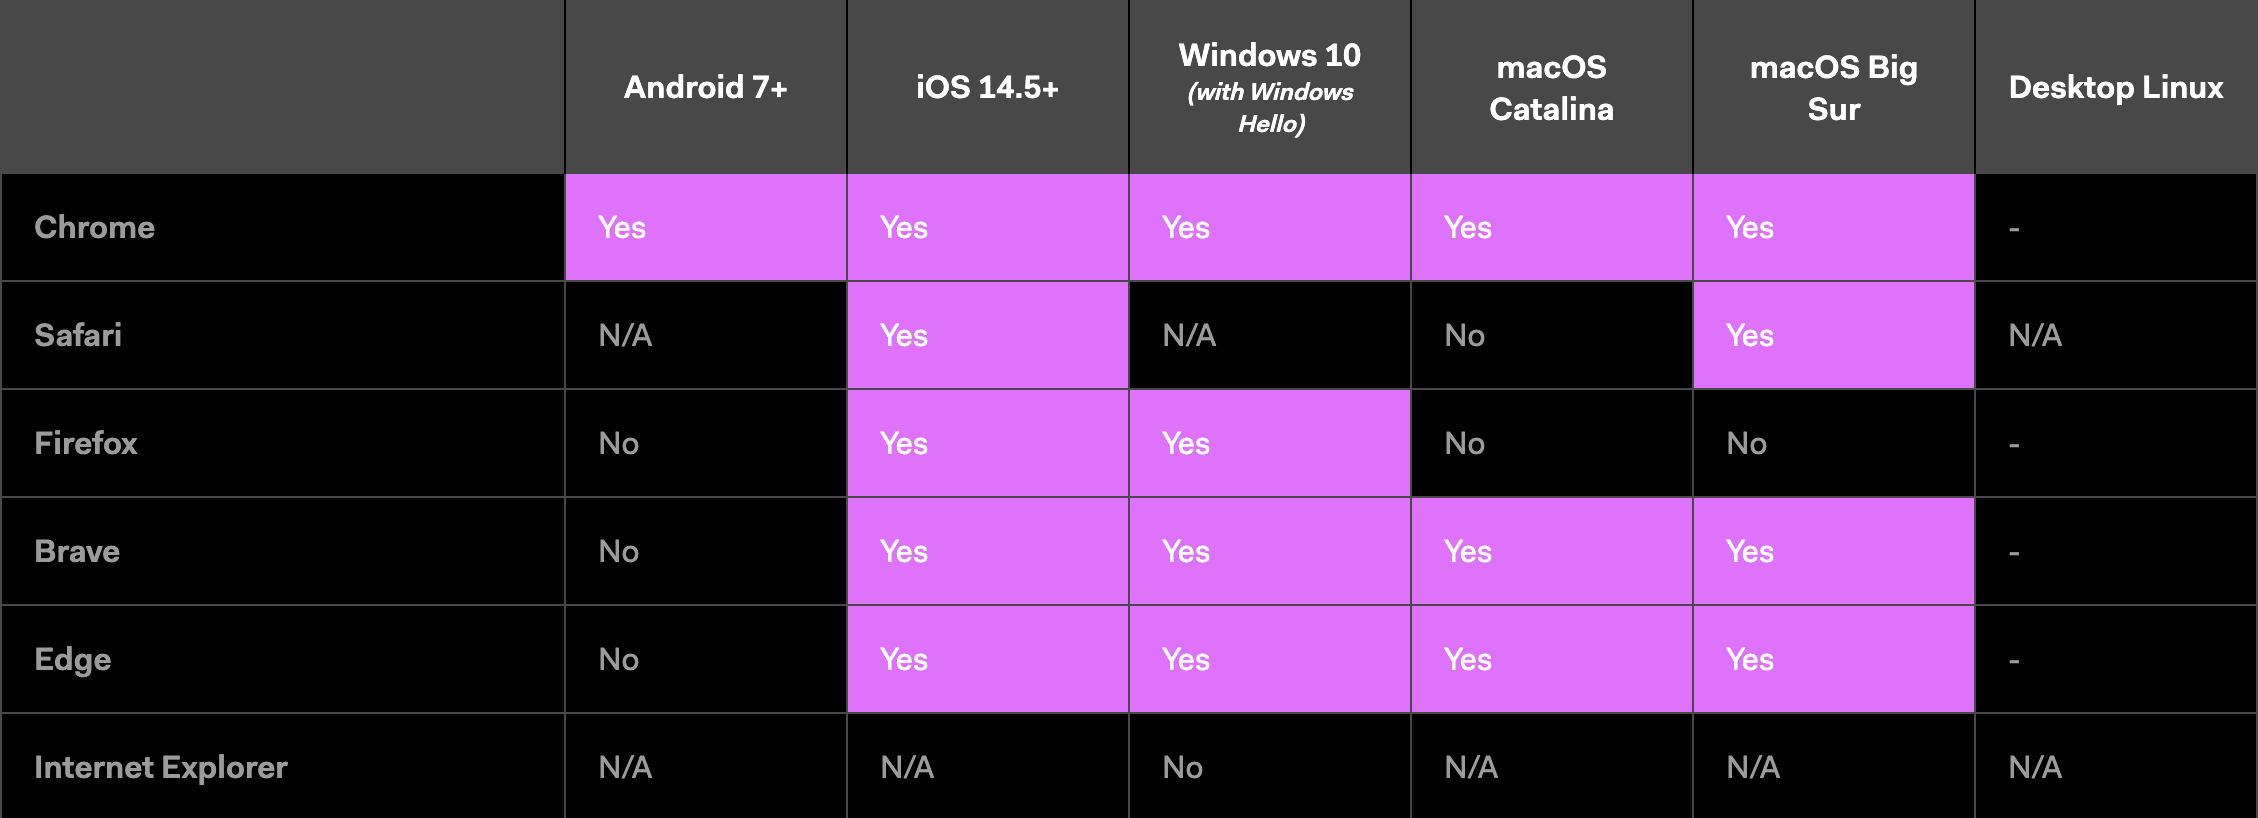 Android 7+ iOS 14.5+ Windows 10 (with Windows Hello) macOS Catalina macOS Big Sur Desktop Linux
Chrome Yes Yes Yes Yes Yes -
Safari N/A Yes N/A No Yes N/A
Firefox No Yes Yes No No -
Brave No Yes Yes Yes Yes -
Edge No Yes Yes Yes Yes -
Internet Explorer N/A N/A No N/A N/A N/A